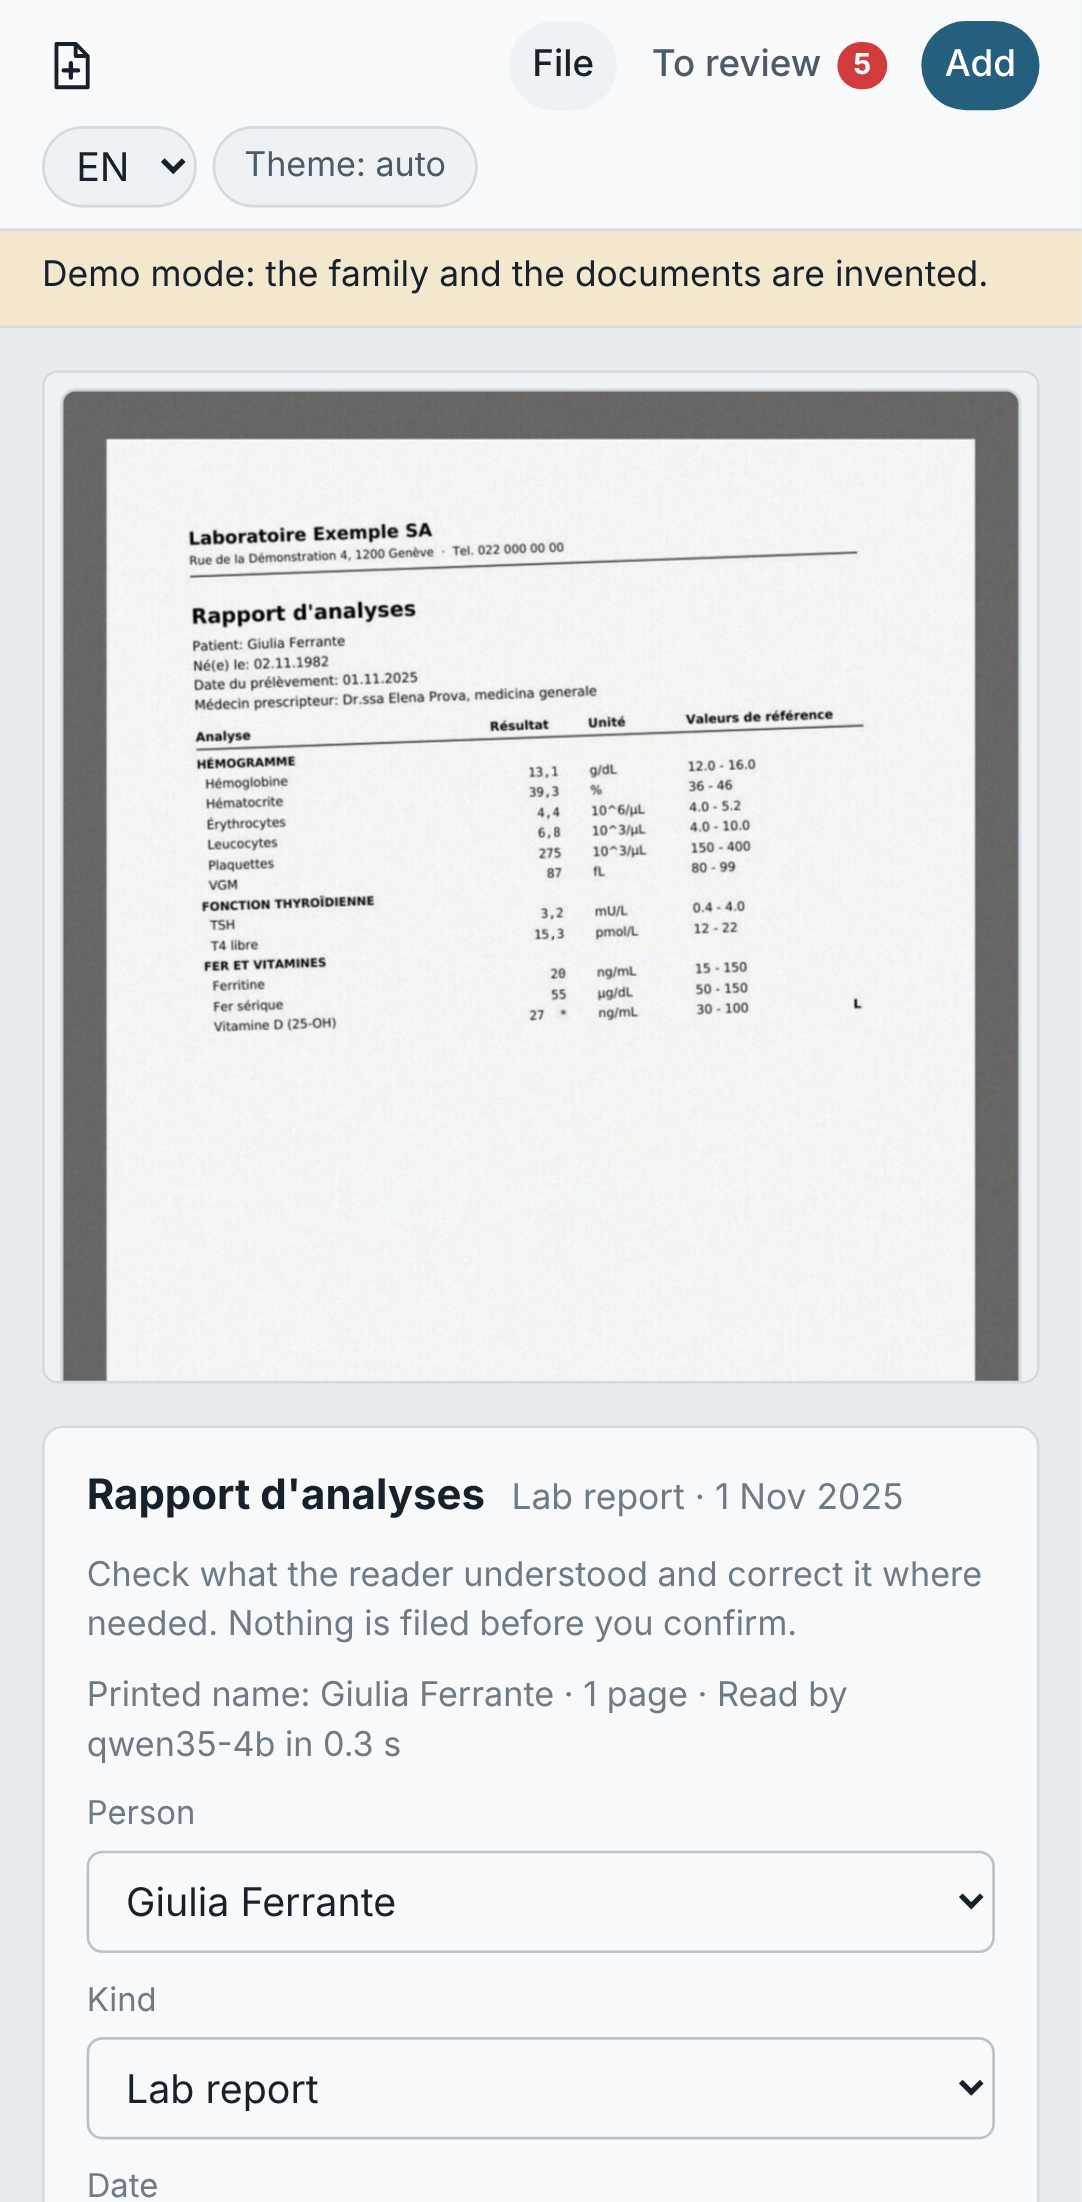 File To review 5 Add
EN Theme: auto
Demo mode: the family and the documents are invented.
Laboratoire Exemple SA
Rue de la Démonstration 4, 1200 Genève · Tel. 022 000 00 00
Rapport d'analyses
Patient: Giulia Ferrante
Né(e) le: 02.11.1982
Date du prélèvement: 01.11.2025
Médecin prescripteur: Dr.ssa Elena Prova, medicina generale
Analyse Résultat Unité Valeurs de référence
HÉMOGRAMME
Hémoglobine 13,1 g/dL 12.0 - 16.0
Hématocrite 39,3 % 36 - 46
Érythrocytes 4,4 10^6/µL 4.0 - 5.2
Leucocytes 6,8 10^3/µL 4.0 - 10.0
Plaquettes 275 10^3/µL 150 - 400
VGM 87 fL 80 - 99
FONCTION THYROÏDIENNE
TSH 3,2 mU/L 0.4 - 4.0
T4 libre 15,3 pmol/L 12 - 22
FER ET VITAMINES
Ferritine 20 ng/mL 15 - 150
Fer sérique 55 µg/dL 50 - 150
Vitamine D (25-OH) 27 * ng/mL 30 - 100 L
Rapport d'analyses Lab report · 1 Nov 2025
Check what the reader understood and correct it where
needed. Nothing is filed before you confirm.
Printed name: Giulia Ferrante · 1 page · Read by
qwen35-4b in 0.3 s
Person
Giulia Ferrante
Kind
Lab report
Date